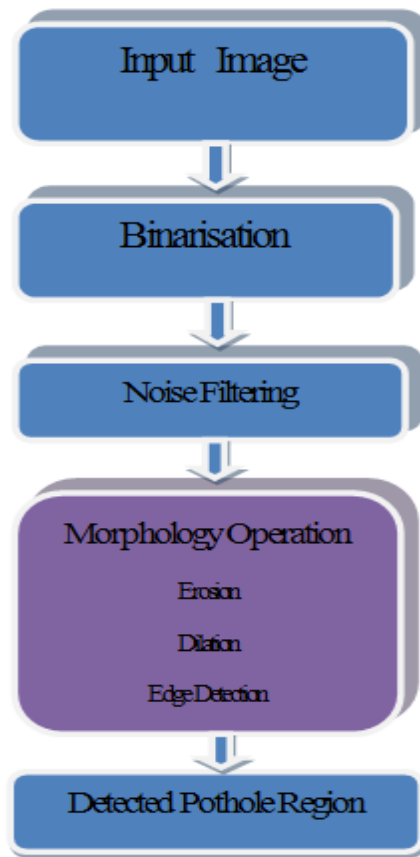 Input Image
Binarisation
Noise Filtering
Morphology Operation
Erosion
Dilation
Edge Detection
Detected Pothole Region